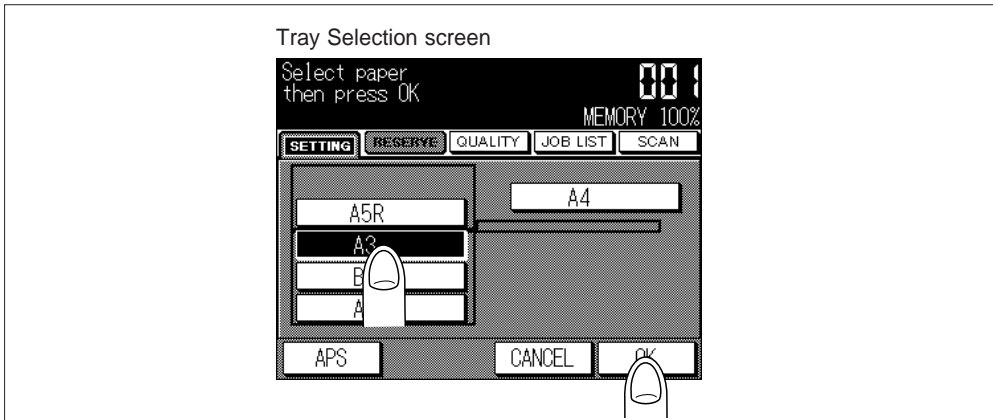 Tray Selection screen
Select paper
then press OK
001
MEMORY 100%
SETTING RESERVE QUALITY JOB LIST SCAN
A5R
A4
A3
APS
CANCEL
OK